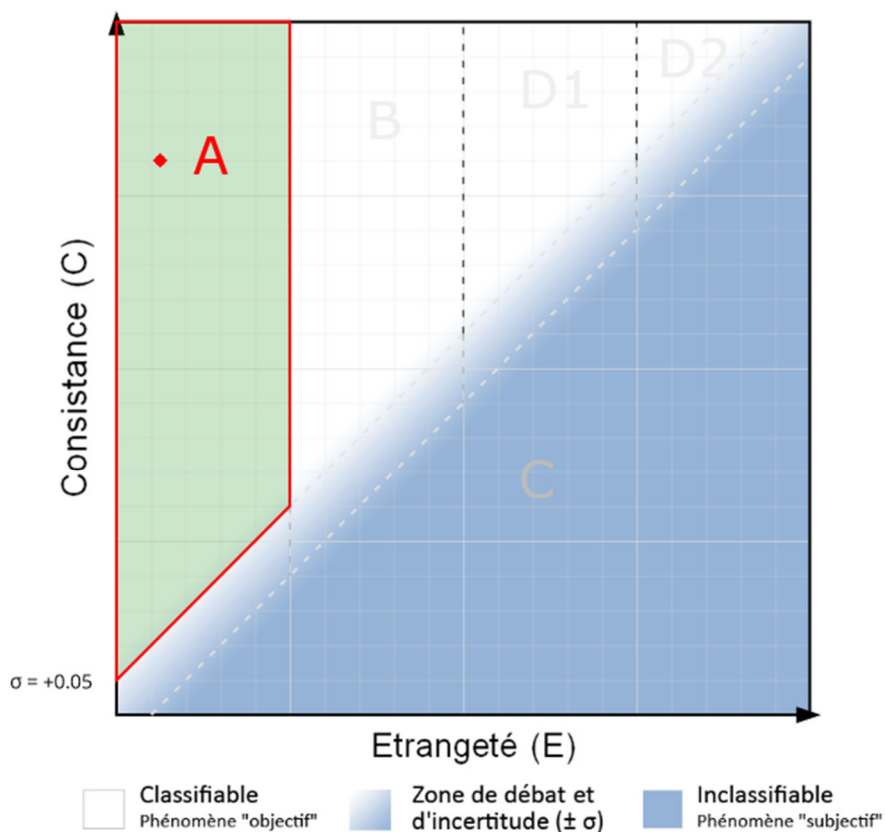 D2
D1
B
A
Consistance (C)
C
σ = +0.05
Etrangeté (E)
Classifiable
Phénomène "objectif"
Zone de débat et
d'incertitude (± σ)
Inclassifiable
Phénomène "subjectif"